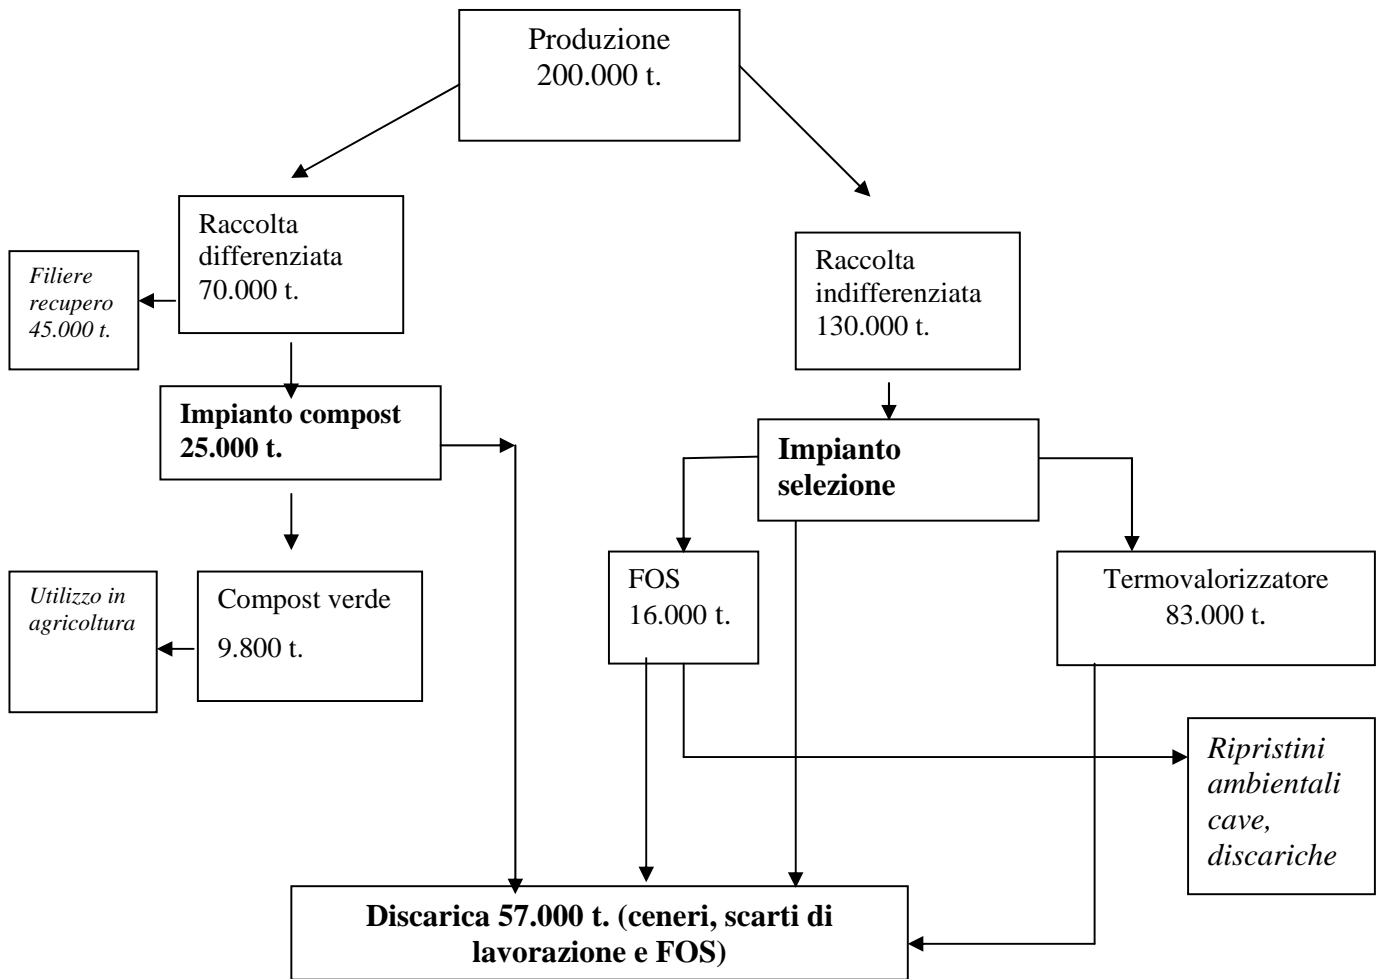 Produzione
200.000 t.
Raccolta
differenziata
70.000 t.
Filiere
recupero
45.000 t.
Raccolta
indifferenziata
130.000 t.
Impianto compost
25.000 t.
Impianto
selezione
FOS
16.000 t.
Termovalorizzatore
83.000 t.
Utilizzo in
agricoltura
Compost verde
9.800 t.
Ripristini
ambientali
cave,
discariche
Discarica 57.000 t. (ceneri, scarti di
lavorazione e FOS)